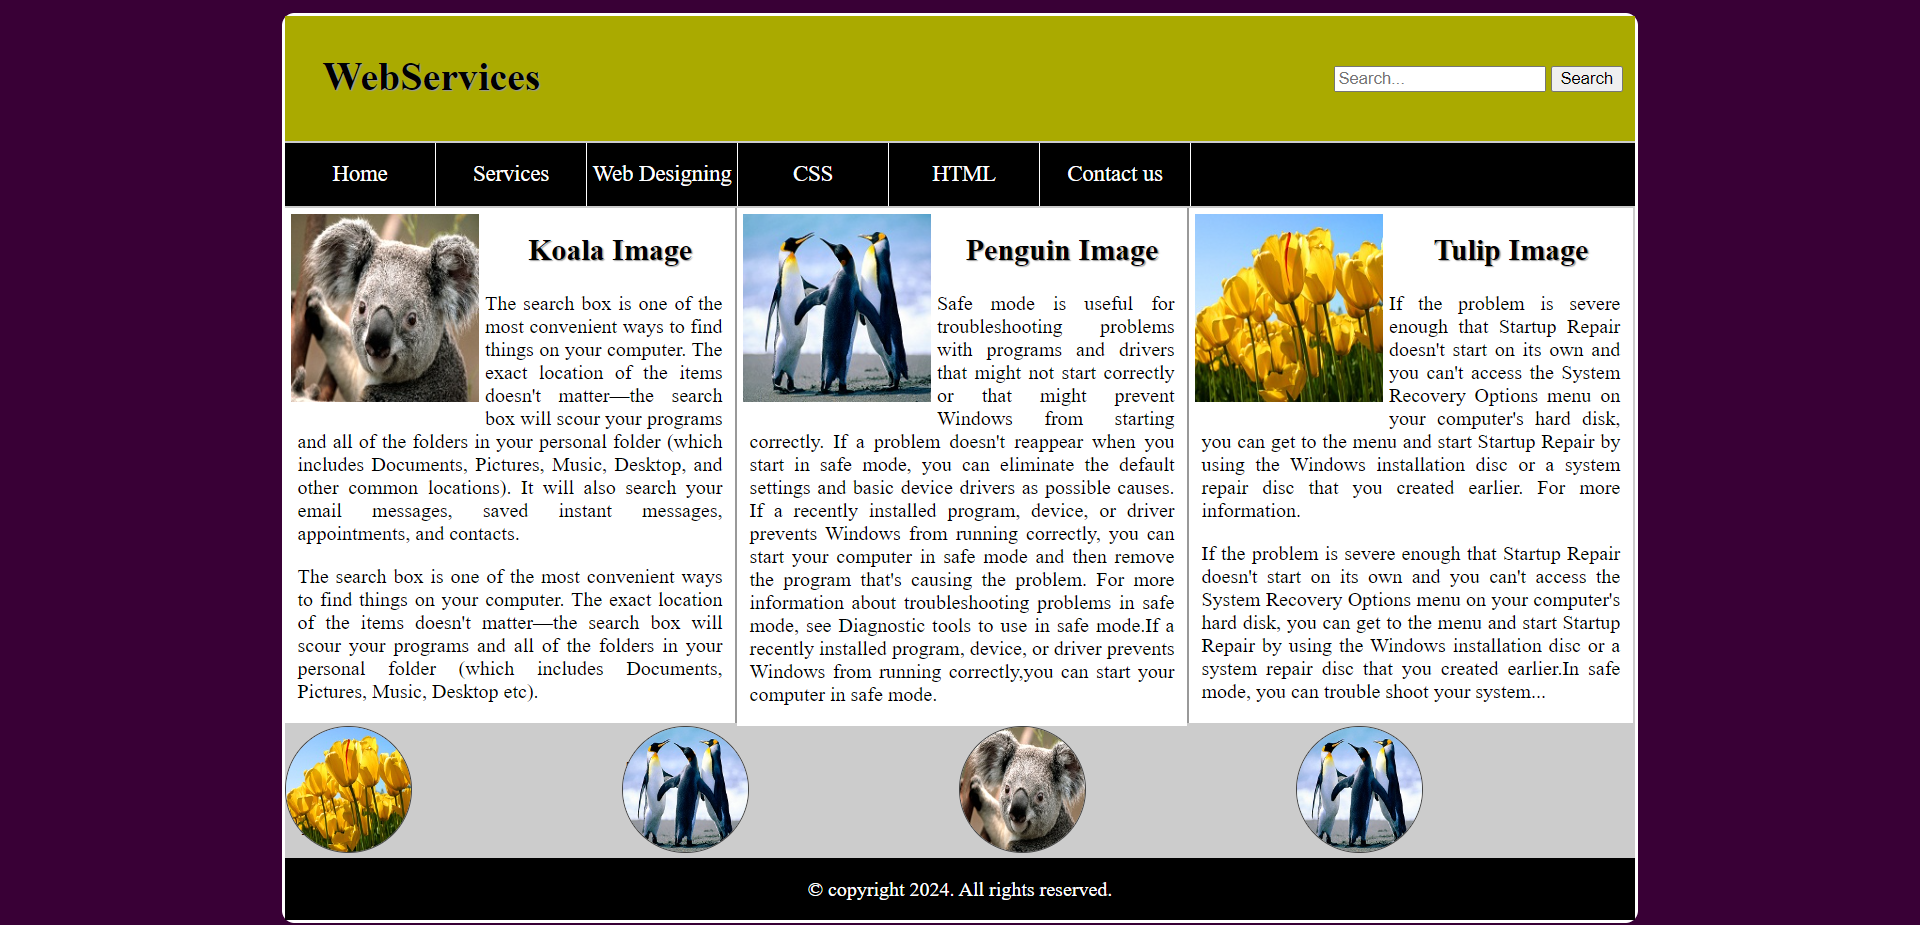 WebServices
Search...
Search
Home
Services
Web Designing
CSS
HTML
Contact us
Koala Image
The search box is one of the
most convenient ways to find
things on your computer. The
exact location of the items
doesn't matter—the search
box will scour your programs
and all of the folders in your personal folder (which
includes Documents, Pictures, Music, Desktop, and
other common locations). It will also search your
email messages, saved instant messages,
appointments, and contacts.
The search box is one of the most convenient ways
to find things on your computer. The exact location
of the items doesn't matter—the search box will
scour your programs and all of the folders in your
personal folder (which includes Documents,
Pictures, Music, Desktop etc).
Penguin Image
Safe mode is useful for
troubleshooting problems
with programs and drivers
that might not start correctly
or that might prevent
Windows from starting
correctly. If a problem doesn't reappear when you
start in safe mode, you can eliminate the default
settings and basic device drivers as possible causes.
If a recently installed program, device, or driver
prevents Windows from running correctly, you can
start your computer in safe mode and then remove
the program that's causing the problem. For more
information about troubleshooting problems in safe
mode, see Diagnostic tools to use in safe mode.If a
recently installed program, device, or driver prevents
Windows from running correctly,you can start your
computer in safe mode.
Tulip Image
If the problem is severe
enough that Startup Repair
doesn't start on its own and
you can't access the System
Recovery Options menu on
your computer's hard disk,
you can get to the menu and start Startup Repair by
using the Windows installation disc or a system
repair disc that you created earlier. For more
information.
If the problem is severe enough that Startup Repair
doesn't start on its own and you can't access the
System Recovery Options menu on your computer's
hard disk, you can get to the menu and start Startup
Repair by using the Windows installation disc or a
system repair disc that you created earlier.In safe
mode, you can trouble shoot your system...
© copyright 2024. All rights reserved.